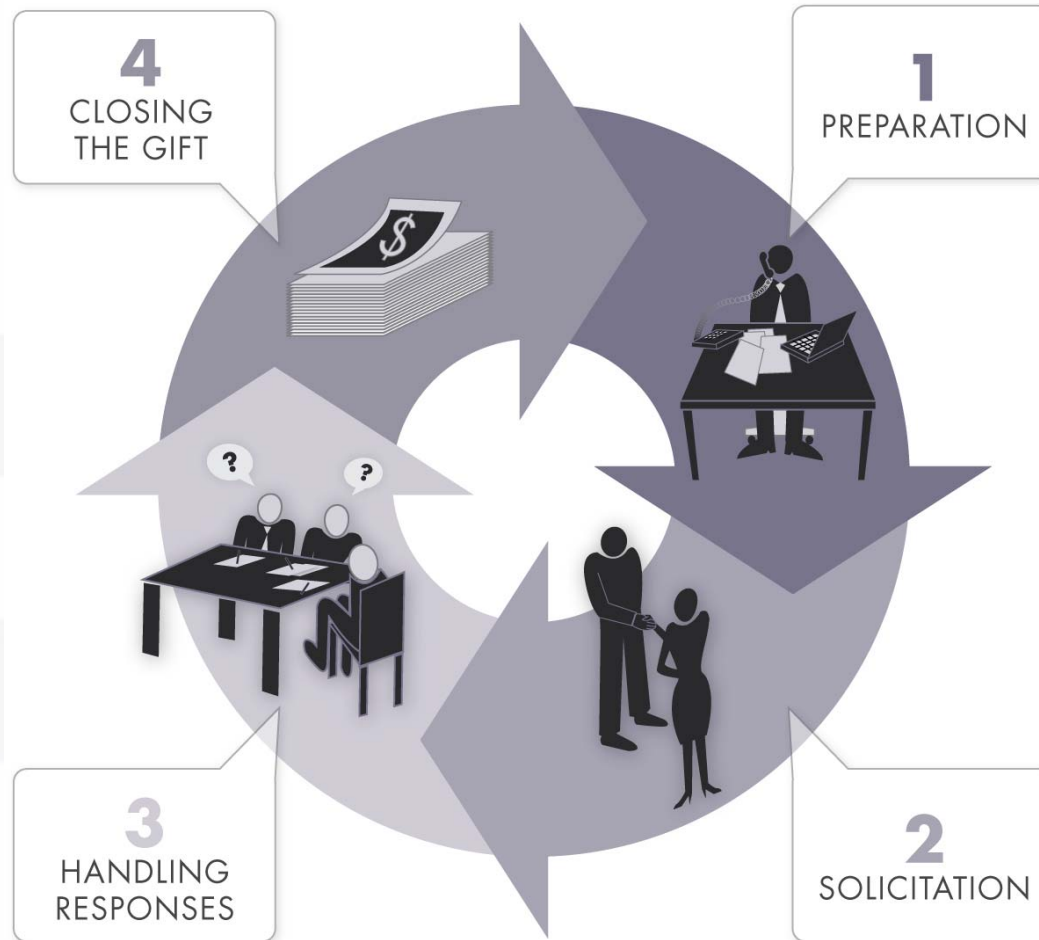 4
CLOSING
THE GIFT
1
PREPARATION
$
?
?
3
HANDLING
RESPONSES
2
SOLICITATION